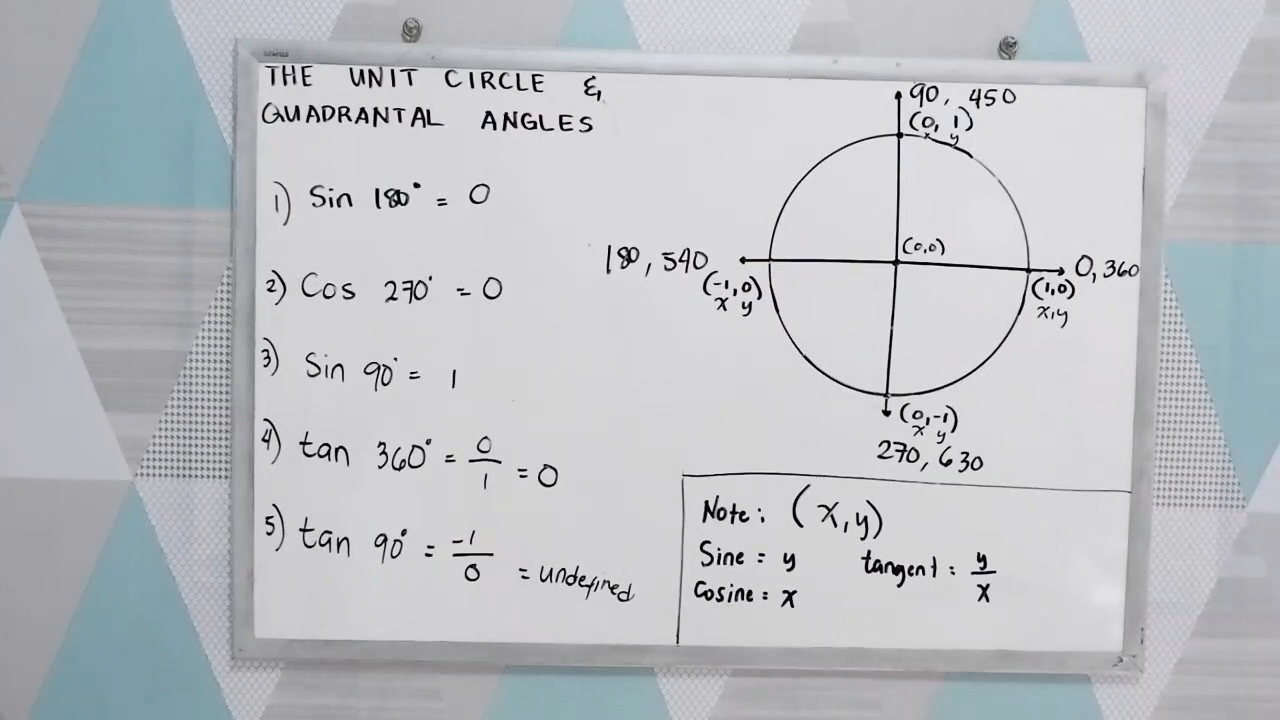 THE UNIT CIRCLE &
QUADRANTAL ANGLES
1) Sin 180° = 0
2) Cos 270° = 0
3) Sin 90° = 1
4) tan 360° = 0/1 = 0
5) tan 90° = -1/0 = undefined
90, 450
(0, 1)
x y
180, 540
(-1, 0)
x y
(0,0)
0, 360
(1,0)
x,y
(0,-1)
x y
270, 630
Note: (x,y)
Sine = y tangent = y/x
Cosine = x